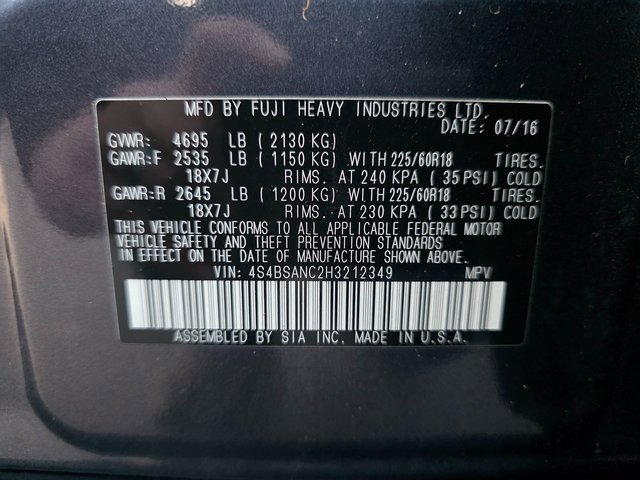 MFD BY FUJI HEAVY INDUSTRIES LTD.
DATE: 07/16
GVWR: 4695 LB ( 2130 KG)
GAWR:F 2535 LB ( 1150 KG) WITH 225/60R18 TIRES.
18X7J RIMS. AT 240 KPA ( 35 PSI) COLD
GAWR:R 2645 LB ( 1200 KG) WITH 225/60R18 TIRES.
18X7J RIMS. AT 230 KPA ( 33 PSI) COLD
THIS VEHICLE CONFORMS TO ALL APPLICABLE FEDERAL MOTOR
VEHICLE SAFETY AND THEFT PREVENTION STANDARDS
IN EFFECT ON THE DATE OF MANUFACTURE SHOWN ABOVE.
VIN: 4S4BSANC2H3212349 MPV
ASSEMBLED BY SIA INC. MADE IN U.S.A.